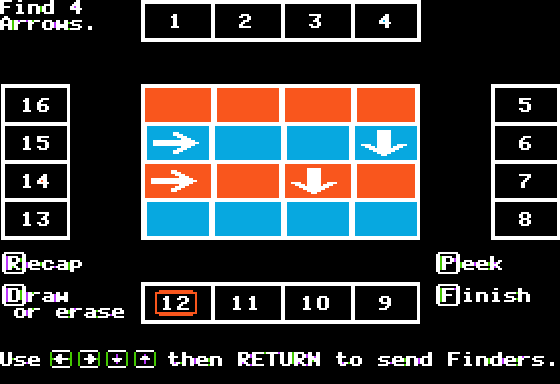 Find 4
Arrows.
1 2 3 4
16 5
15 6
14 7
13 8
Recap Peek
Draw
or erase
12 11 10 9
Finish
Use ← → ↓ ↑ then RETURN to send Finders.